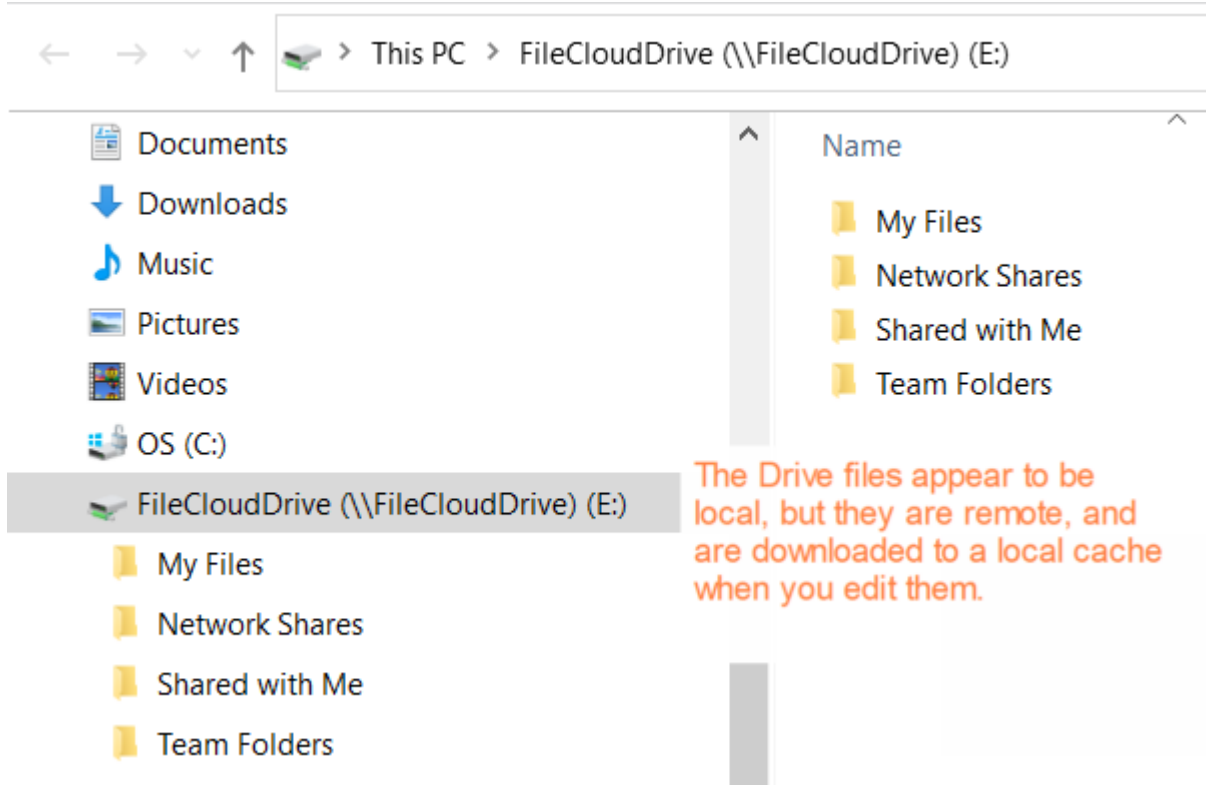 This PC > FileCloudDrive (\\FileCloudDrive) (E:)
Documents
Downloads
Music
Pictures
Videos
OS (C:)
FileCloudDrive (\\FileCloudDrive) (E:)
My Files
Network Shares
Shared with Me
Team Folders
Name
My Files
Network Shares
Shared with Me
Team Folders
The Drive files appear to be
local, but they are remote, and
are downloaded to a local cache
when you edit them.